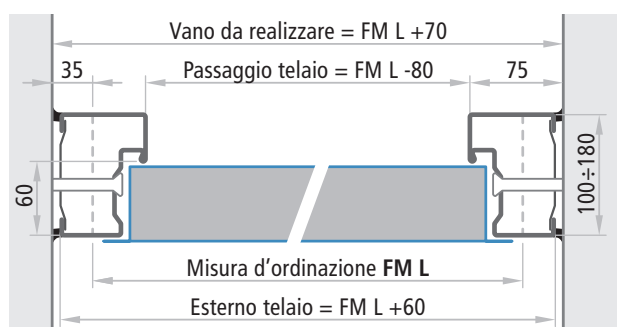 Vano da realizzare = FM L +70
35
Passaggio telaio = FM L -80
75
60
100÷180
Misura d'ordinazione FM L
Esterno telaio = FM L +60